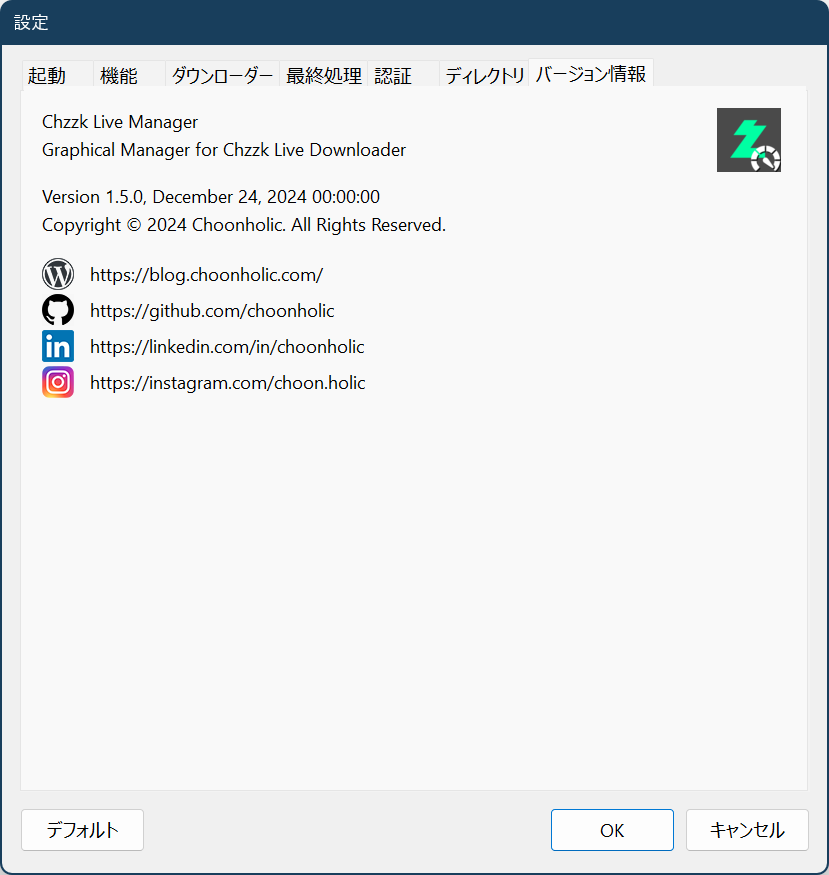 設定
起動 機能 ダウンローダー 最終処理 認証 ディレクトリ バージョン情報
Chzzk Live Manager
Graphical Manager for Chzzk Live Downloader
Version 1.5.0, December 24, 2024 00:00:00
Copyright © 2024 Choonholic. All Rights Reserved.
https://blog.choonholic.com/
https://github.com/choonholic
https://linkedin.com/in/choonholic
https://instagram.com/choon.holic
デフォルト OK キャンセル